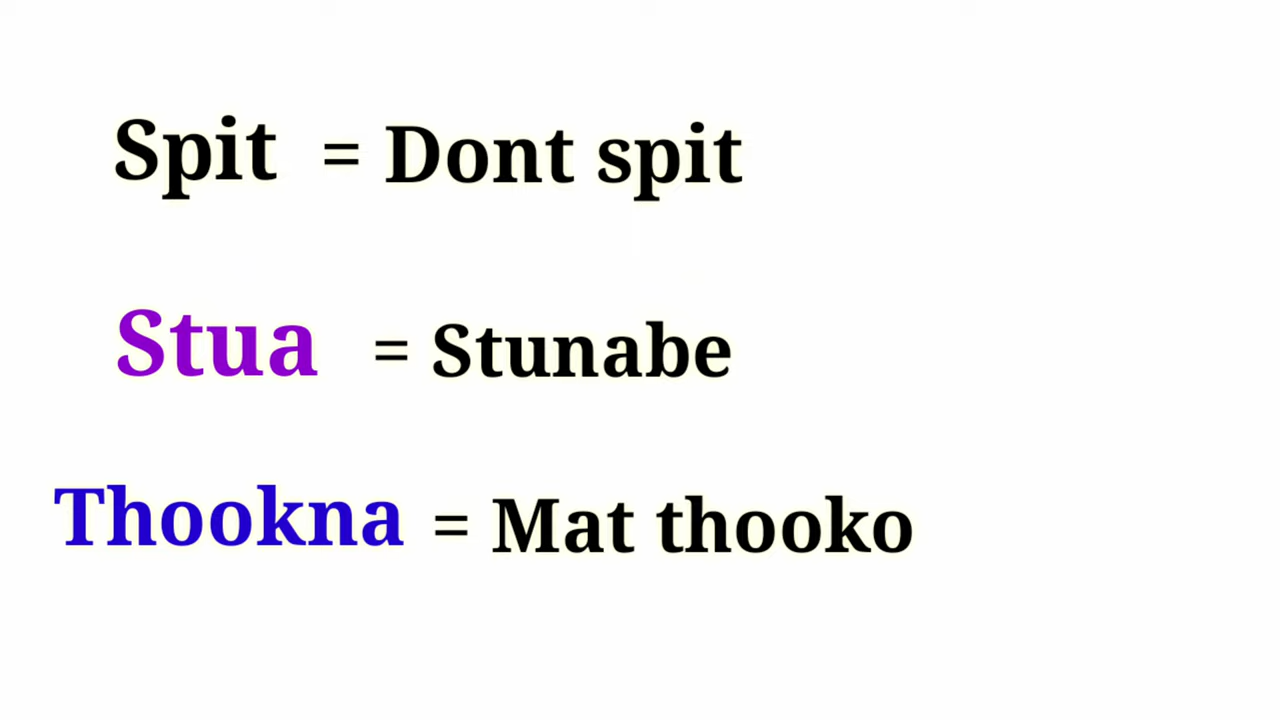 Spit = Dont spit
Stua = Stunabe
Thookna = Mat thooko